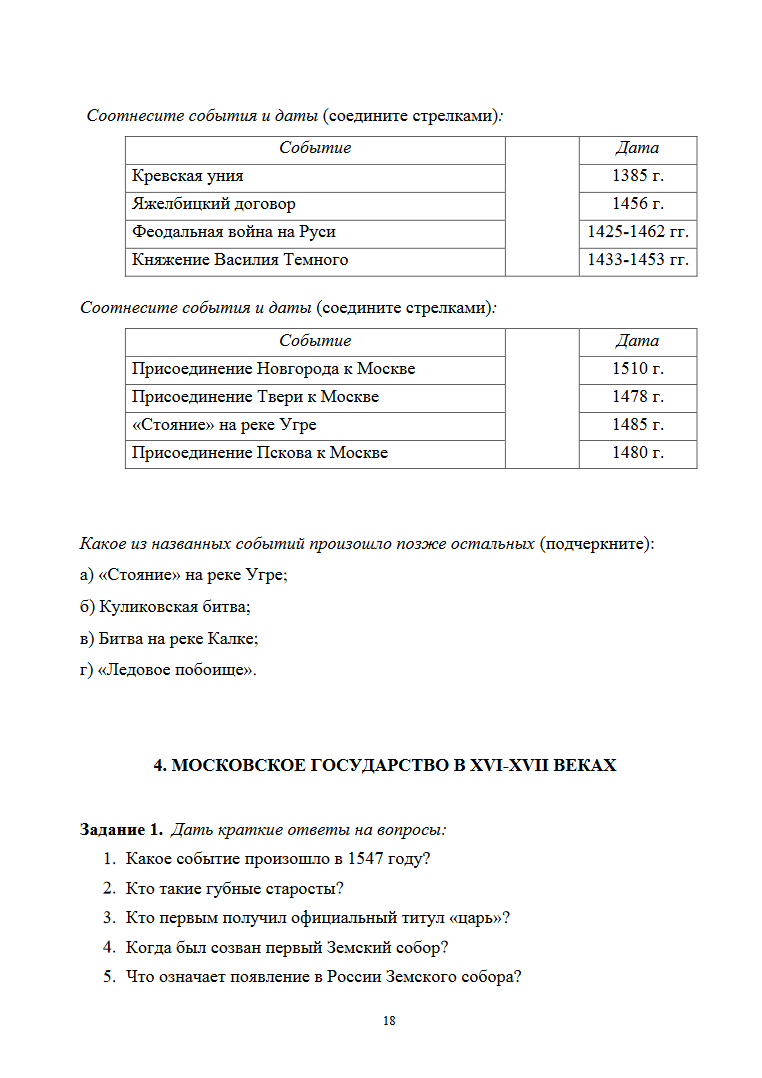 Соотнесите события и даты (соедините стрелками):
Событие Дата
Кревская уния 1385 г.
Яжелбицкий договор 1456 г.
Феодальная война на Руси 1425-1462 гг.
Княжение Василия Темного 1433-1453 гг.
Соотнесите события и даты (соедините стрелками):
Событие Дата
Присоединение Новгорода к Москве 1510 г.
Присоединение Твери к Москве 1478 г.
«Стояние» на реке Угре 1485 г.
Присоединение Пскова к Москве 1480 г.
Какое из названных событий произошло позже остальных (подчеркните):
а) «Стояние» на реке Угре;
б) Куликовская битва;
в) Битва на реке Калке;
г) «Ледовое побоище».
4. МОСКОВСКОЕ ГОСУДАРСТВО В XVI-XVII ВЕКАХ
Задание 1. Дать краткие ответы на вопросы:
1. Какое событие произошло в 1547 году?
2. Кто такие губные старосты?
3. Кто первым получил официальный титул «царь»?
4. Когда был созван первый Земский собор?
5. Что означает появление в России Земского собора?
18